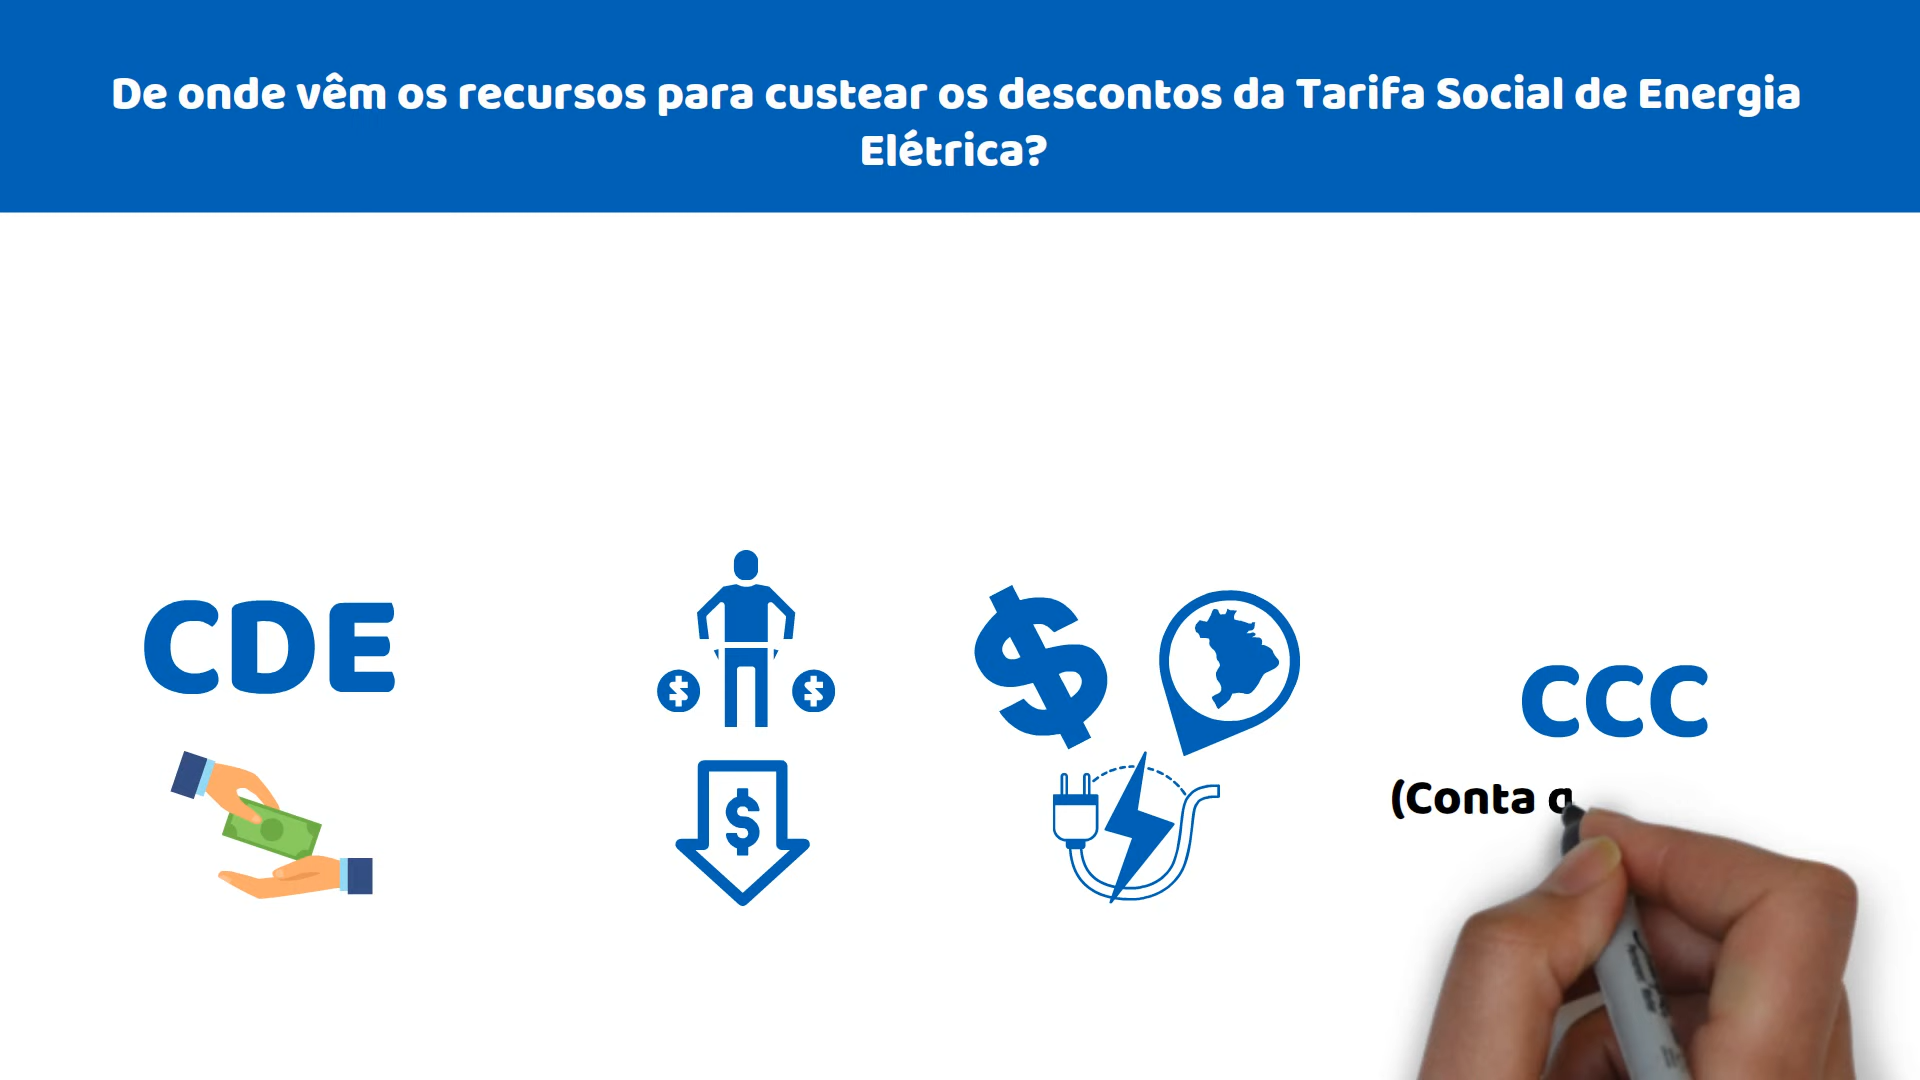 De onde vêm os recursos para custear os descontos da Tarifa Social de Energia
Elétrica?
CDE
CCC
(Conta